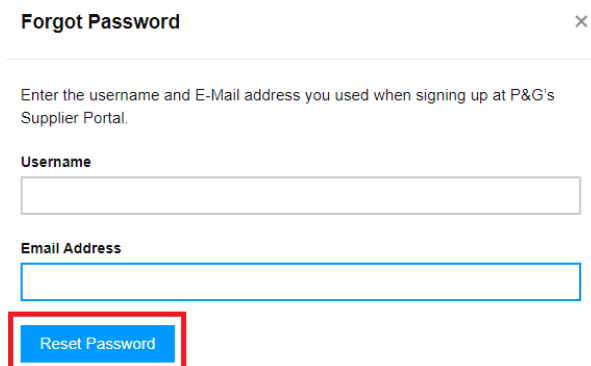 Forgot Password
×
Enter the username and E-Mail address you used when signing up at P&G's
Supplier Portal.
Username
Email Address
Reset Password